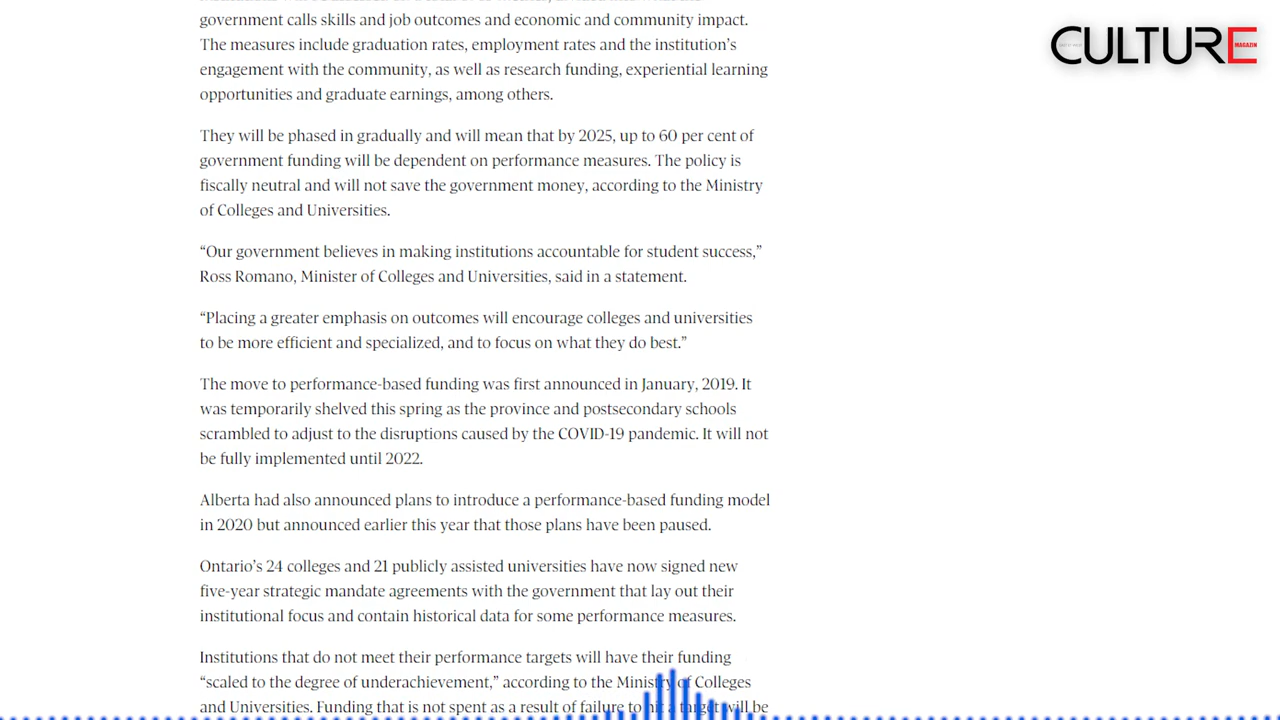 government calls skills and job outcomes and economic and community impact.
The measures include graduation rates, employment rates and the institution’s
engagement with the community, as well as research funding, experiential learning
opportunities and graduate earnings, among others.
They will be phased in gradually and will mean that by 2025, up to 60 per cent of
government funding will be dependent on performance measures. The policy is
fiscally neutral and will not save the government money, according to the Ministry
of Colleges and Universities.
“Our government believes in making institutions accountable for student success,”
Ross Romano, Minister of Colleges and Universities, said in a statement.
“Placing a greater emphasis on outcomes will encourage colleges and universities
to be more efficient and specialized, and to focus on what they do best.”
The move to performance-based funding was first announced in January, 2019. It
was temporarily shelved this spring as the province and postsecondary schools
scrambled to adjust to the disruptions caused by the COVID-19 pandemic. It will not
be fully implemented until 2022.
Alberta had also announced plans to introduce a performance-based funding model
in 2020 but announced earlier this year that those plans have been paused.
Ontario’s 24 colleges and 21 publicly assisted universities have now signed new
five-year strategic mandate agreements with the government that lay out their
institutional focus and contain historical data for some performance measures.
Institutions that do not meet their performance targets will have their funding
“scaled to the degree of underachievement,” according to the Ministry of Colleges
and Universities. Funding that is not spent as a result of failure to hit a target will be
CULTURE
MAGAZIN